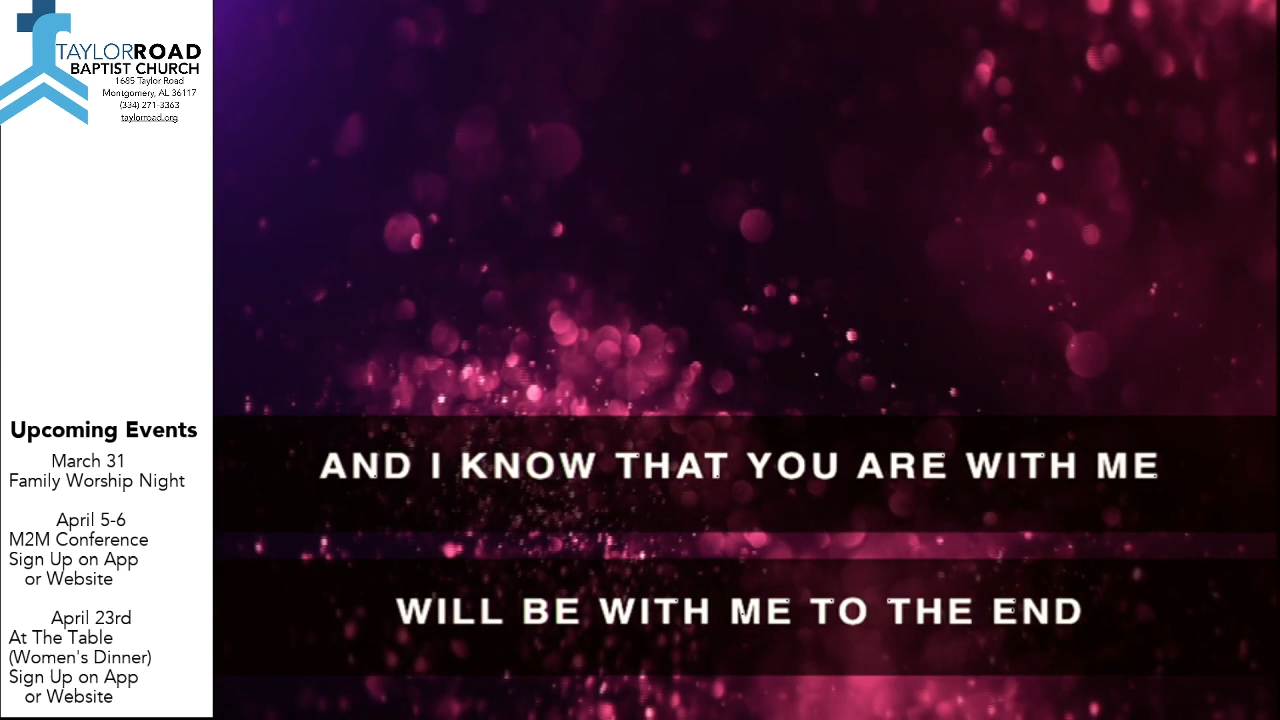 TAYLORROAD
BAPTIST CHURCH
1685 Taylor Road
Montgomery, AL 36117
(334) 271-3363
taylorroad.org
Upcoming Events
March 31
Family Worship Night
April 5-6
M2M Conference
Sign Up on App
or Website
April 23rd
At The Table
(Women's Dinner)
Sign Up on App
or Website
AND I KNOW THAT YOU ARE WITH ME
WILL BE WITH ME TO THE END